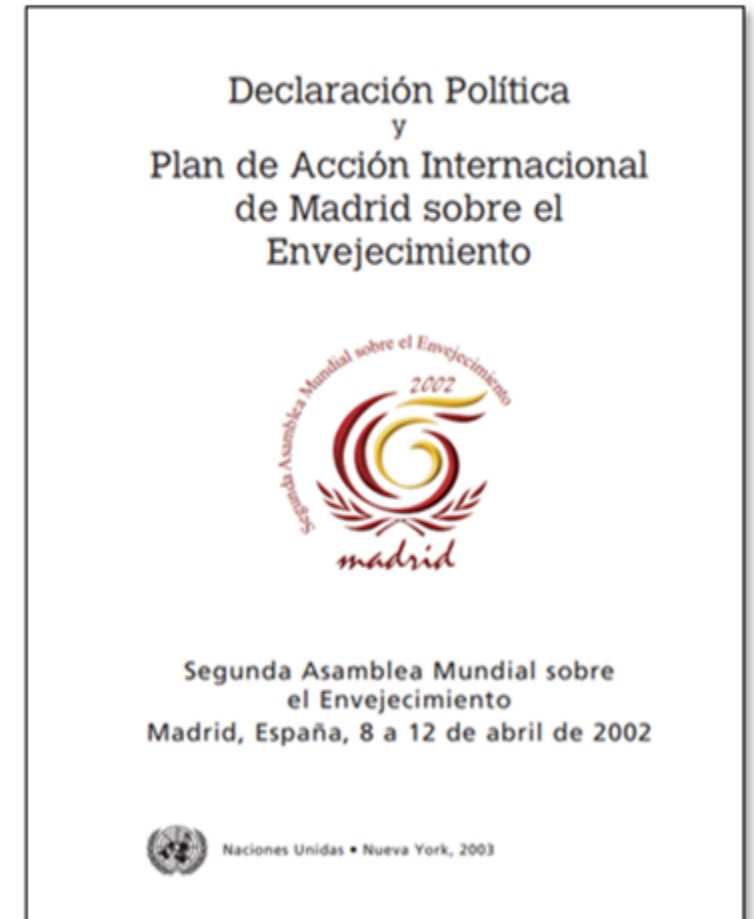 Declaración Política
y
Plan de Acción Internacional
de Madrid sobre el
Envejecimiento
Segunda Asamblea Mundial sobre el Envejecimiento
2002
madrid
Segunda Asamblea Mundial sobre
el Envejecimiento
Madrid, España, 8 a 12 de abril de 2002
Naciones Unidas • Nueva York, 2003